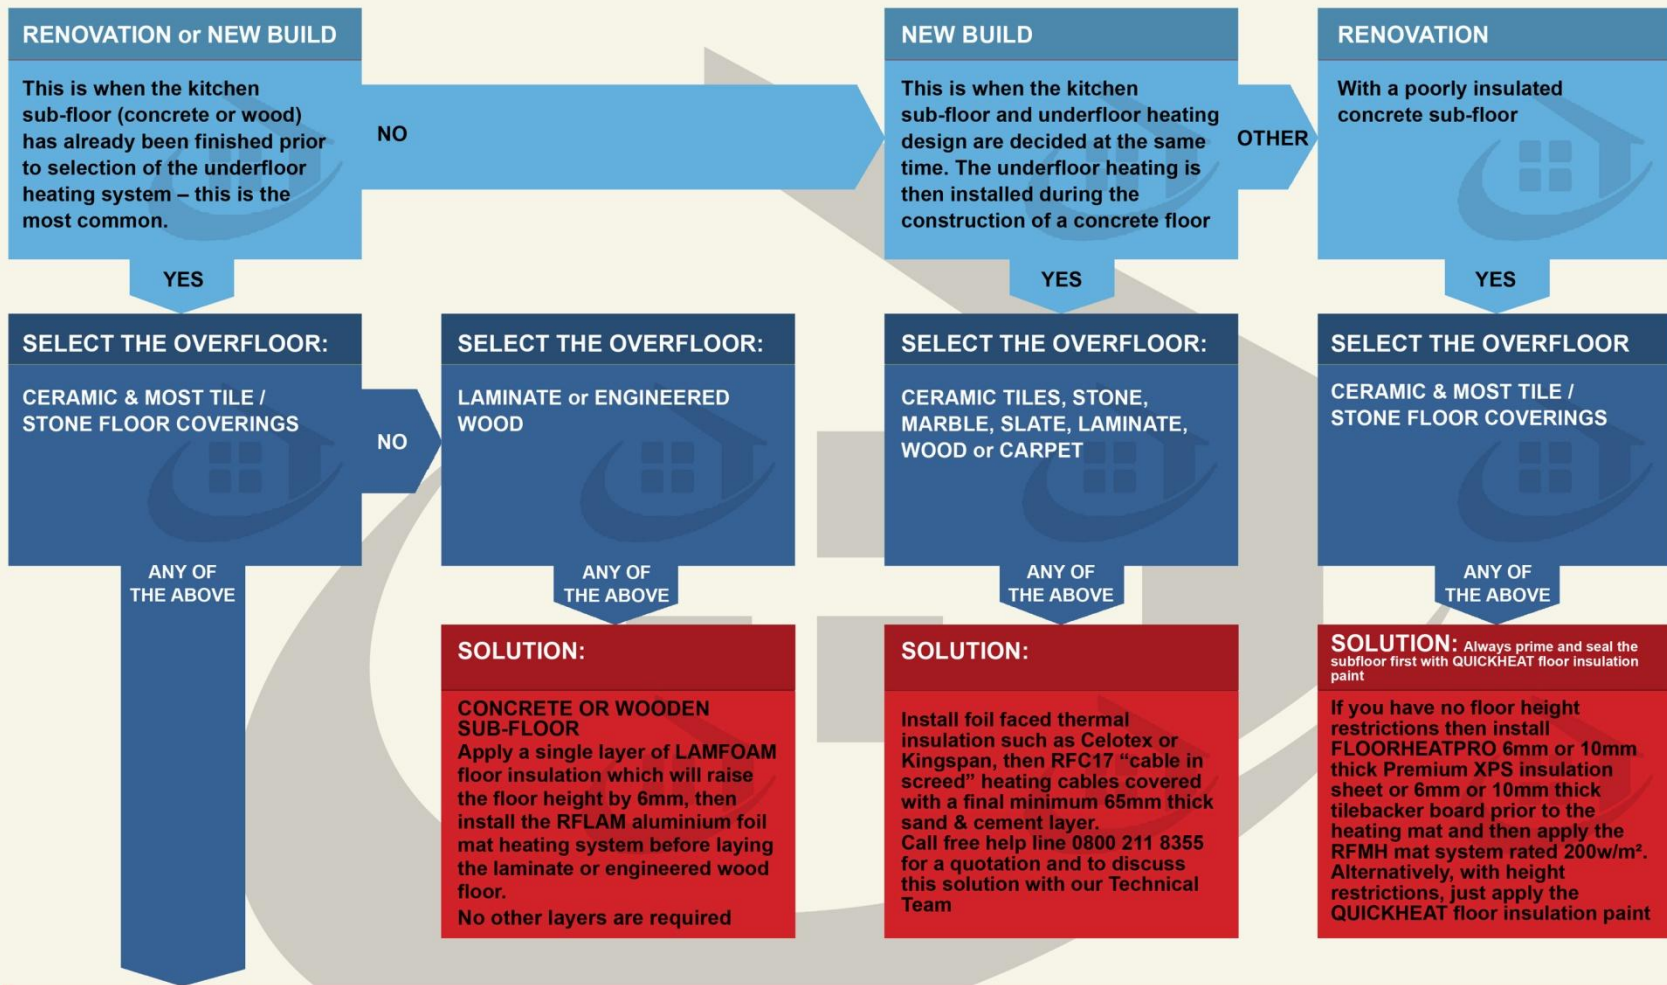 RENOVATION or NEW BUILD
This is when the kitchen
sub-floor (concrete or wood)
has already been finished prior
to selection of the underfloor
heating system – this is the
most common.
NO
NEW BUILD
This is when the kitchen
sub-floor and underfloor heating
design are decided at the same
time. The underfloor heating is
then installed during the
construction of a concrete floor
OTHER
RENOVATION
With a poorly insulated
concrete sub-floor
YES
YES
YES
SELECT THE OVERFLOOR:
CERAMIC & MOST TILE /
STONE FLOOR COVERINGS
NO
SELECT THE OVERFLOOR:
LAMINATE or ENGINEERED
WOOD
SELECT THE OVERFLOOR:
CERAMIC TILES, STONE,
MARBLE, SLATE, LAMINATE,
WOOD or CARPET
SELECT THE OVERFLOOR
CERAMIC & MOST TILE /
STONE FLOOR COVERINGS
ANY OF
THE ABOVE
ANY OF
THE ABOVE
ANY OF
THE ABOVE
ANY OF
THE ABOVE
SOLUTION:
CONCRETE OR WOODEN
SUB-FLOOR
Apply a single layer of LAMFOAM
floor insulation which will raise
the floor height by 6mm, then
install the RFLAM aluminium foil
mat heating system before laying
the laminate or engineered wood
floor.
No other layers are required
SOLUTION:
Install foil faced thermal
insulation such as Celotex or
Kingspan, then RFC17 “cable in
screed” heating cables covered
with a final minimum 65mm thick
sand & cement layer.
Call free help line 0800 211 8355
for a quotation and to discuss
this solution with our Technical
Team
SOLUTION: Always prime and seal the
subfloor first with QUICKHEAT floor insulation
paint
If you have no floor height
restrictions then install
FLOORHEATPRO 6mm or 10mm
thick Premium XPS insulation
sheet or 6mm or 10mm thick
tilebacker board prior to the
heating mat and then apply the
RFMH mat system rated 200w/m².
Alternatively, with height
restrictions, just apply the
QUICKHEAT floor insulation paint